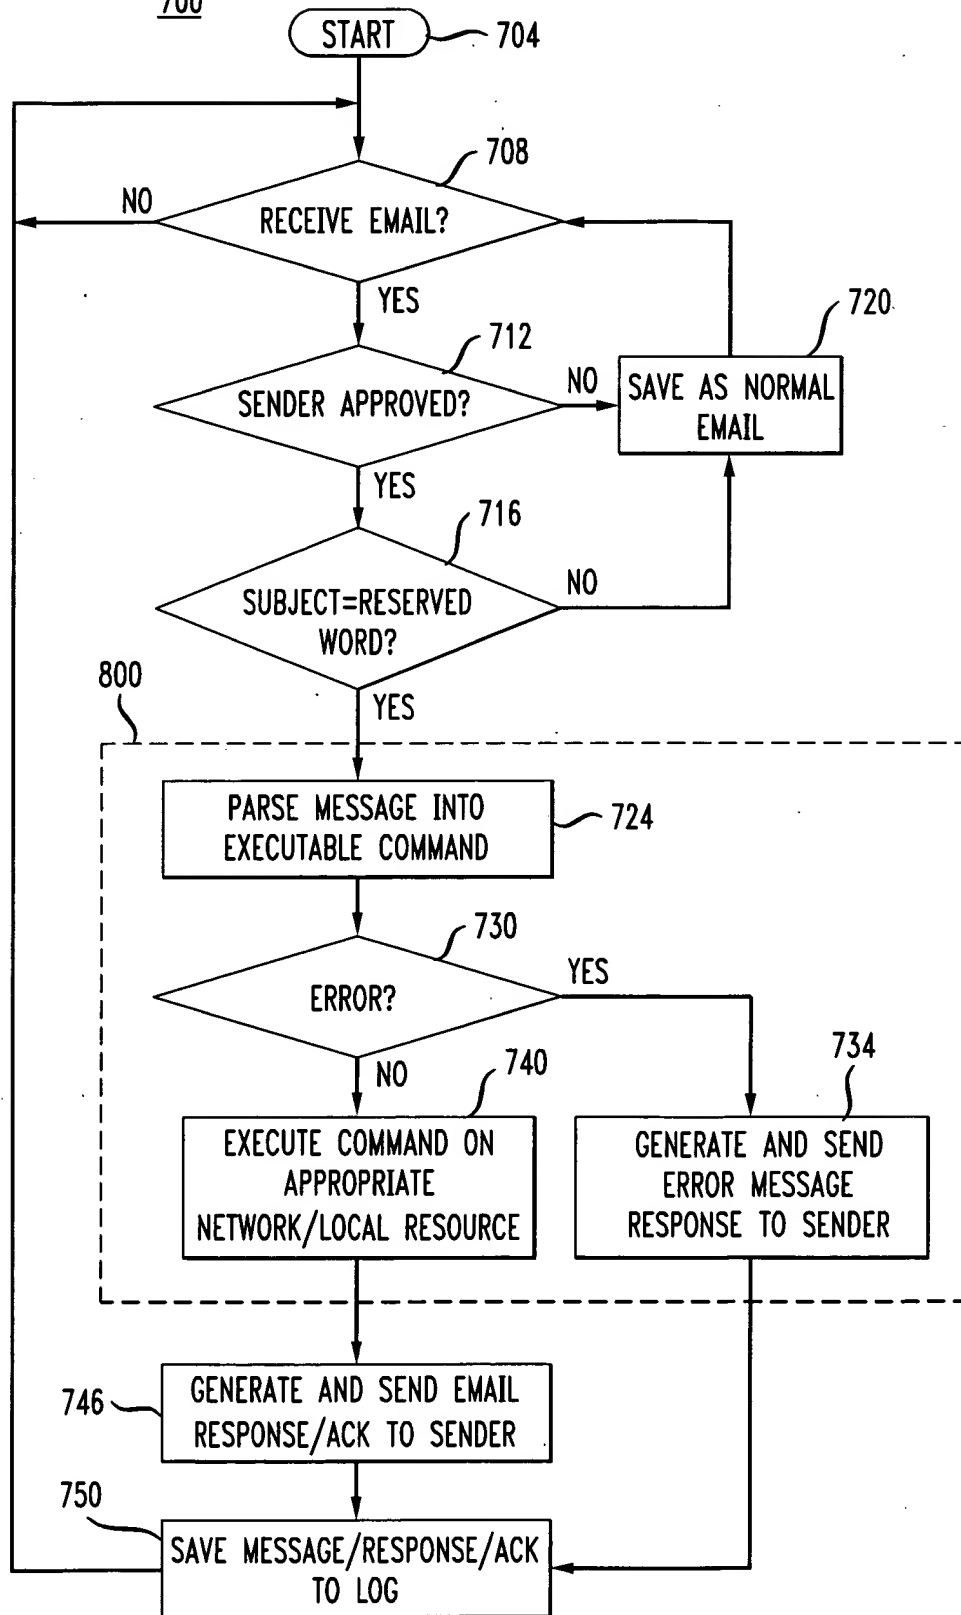 700
START
704
708
NO
RECEIVE EMAIL?
YES
720
712
SENDER APPROVED?
NO
SAVE AS NORMAL
EMAIL
YES
716
SUBJECT=RESERVED
WORD?
NO
800
YES
PARSE MESSAGE INTO
EXECUTABLE COMMAND
724
730
ERROR?
YES
NO
740
734
EXECUTE COMMAND ON
APPROPRIATE
NETWORK/LOCAL RESOURCE
GENERATE AND SEND
ERROR MESSAGE
RESPONSE TO SENDER
746
GENERATE AND SEND EMAIL
RESPONSE/ACK TO SENDER
750
SAVE MESSAGE/RESPONSE/ACK
TO LOG